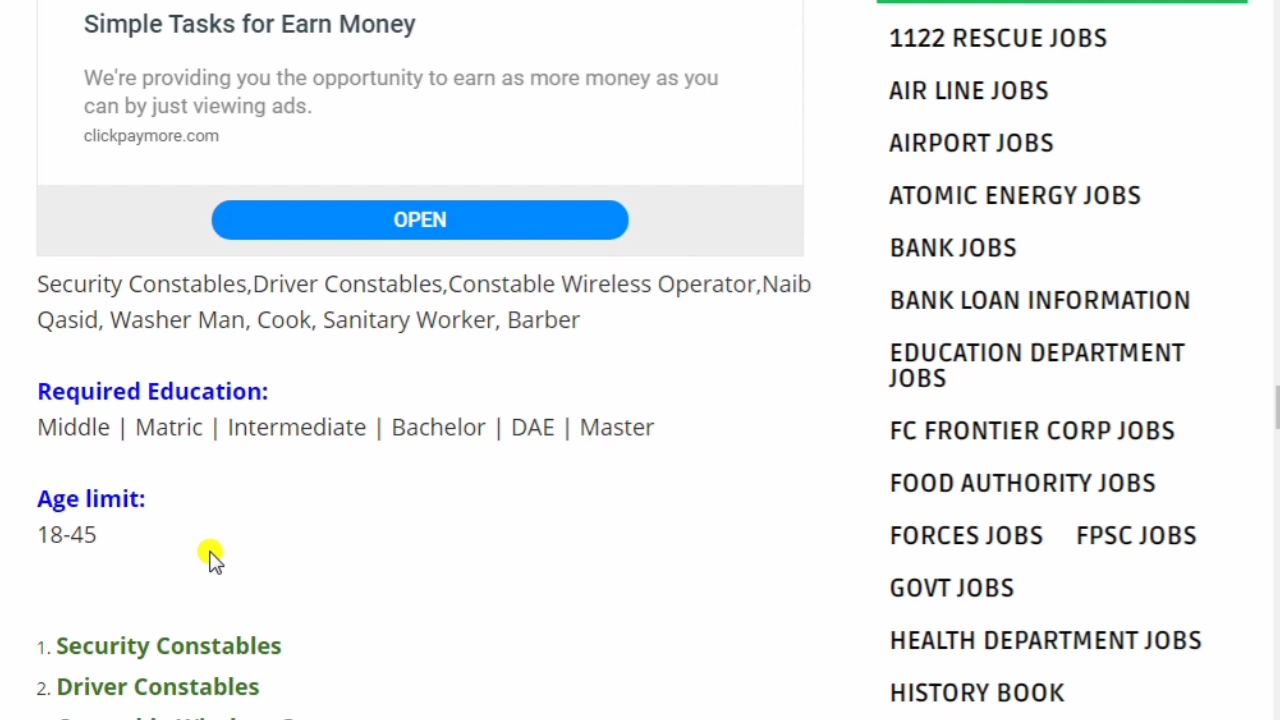 Simple Tasks for Earn Money
We're providing you the opportunity to earn as more money as you
can by just viewing ads.
clickpaymore.com
OPEN
Security Constables,Driver Constables,Constable Wireless Operator,Naib
Qasid, Washer Man, Cook, Sanitary Worker, Barber
Required Education:
Middle | Matric | Intermediate | Bachelor | DAE | Master
Age limit:
18-45
1. Security Constables
2. Driver Constables
1122 RESCUE JOBS
AIR LINE JOBS
AIRPORT JOBS
ATOMIC ENERGY JOBS
BANK JOBS
BANK LOAN INFORMATION
EDUCATION DEPARTMENT
JOBS
FC FRONTIER CORP JOBS
FOOD AUTHORITY JOBS
FORCES JOBS FPSC JOBS
GOVT JOBS
HEALTH DEPARTMENT JOBS
HISTORY BOOK